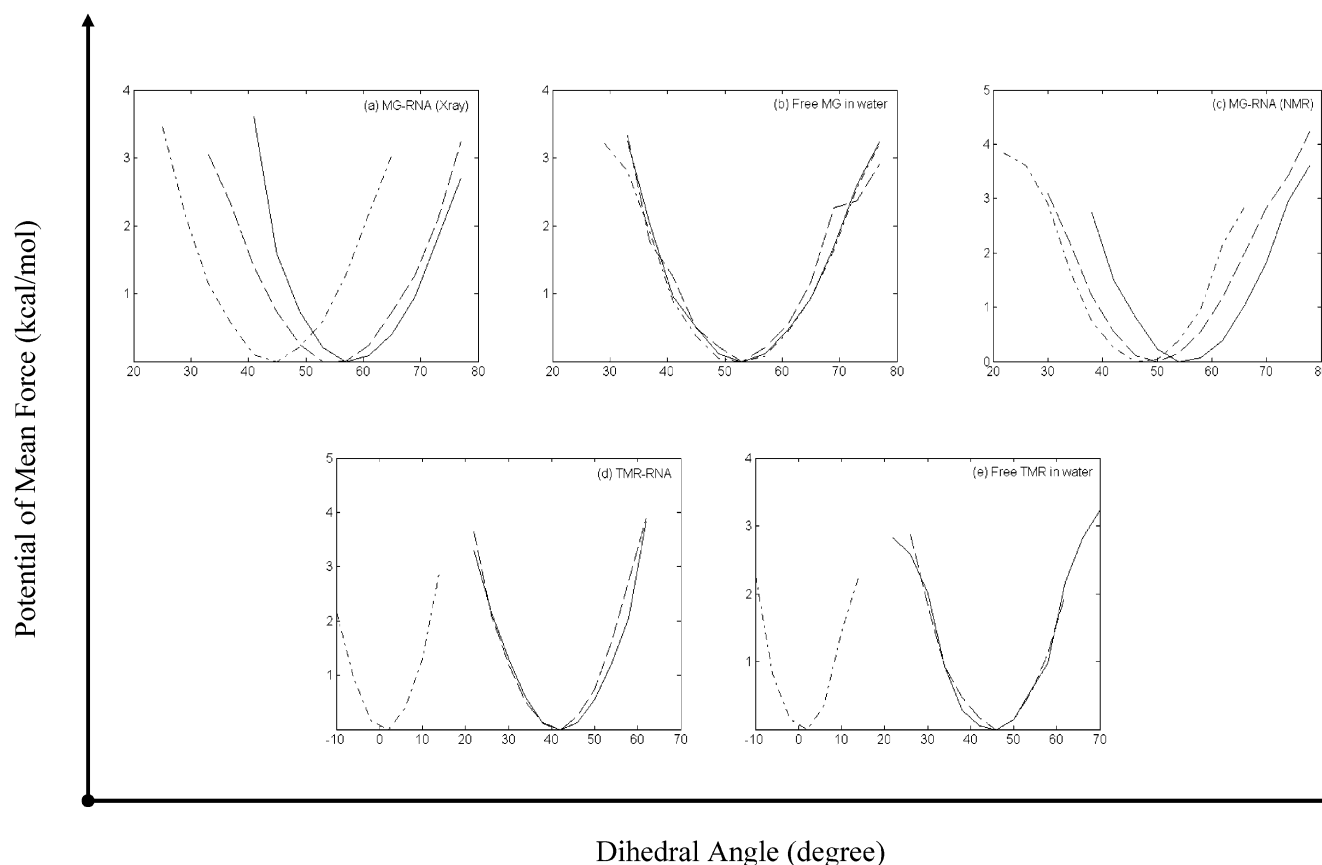 Potential of Mean Force (kcal/mol)
(a) MG-RNA (Xray)
4
3
2
1
20 30 40 50 60 70 80
(b) Free MG in water
4
3
2
1
20 30 40 50 60 70 80
(c) MG-RNA (NMR)
5
4
3
2
1
0
20 30 40 50 60 70 8
(d) TMR-RNA
5
4
3
2
1
-10 0 10 20 30 40 50 60 70
(e) Free TMR in water
4
3
2
1
-10 0 10 20 30 40 50 60 70
Dihedral Angle (degree)